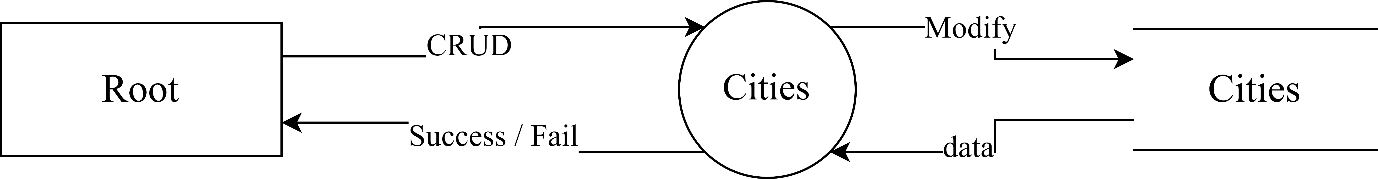 CRUD
Modify
Root
Cities
Cities
Success / Fail
data